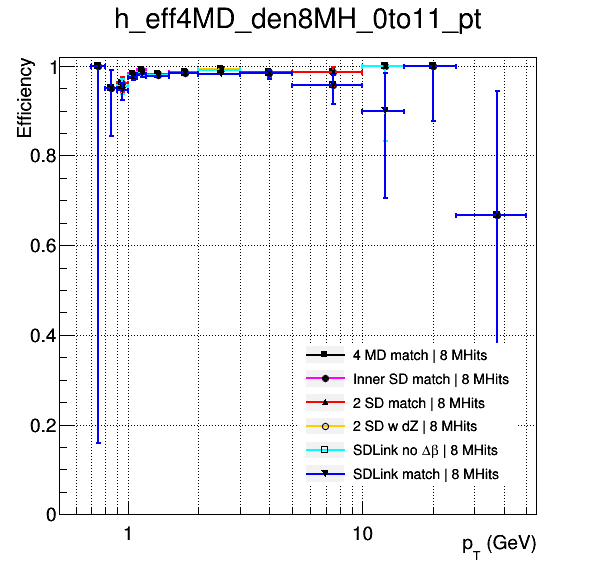 h_eff4MD_den8MH_0to11_pt
Efficiency
1
0.8
0.6
0.4
0.2
0
4 MD match | 8 MHits
Inner SD match | 8 MHits
2 SD match | 8 MHits
2 SD w dZ | 8 MHits
SDLink no Δβ | 8 MHits
SDLink match | 8 MHits
1 10
p_T (GeV)